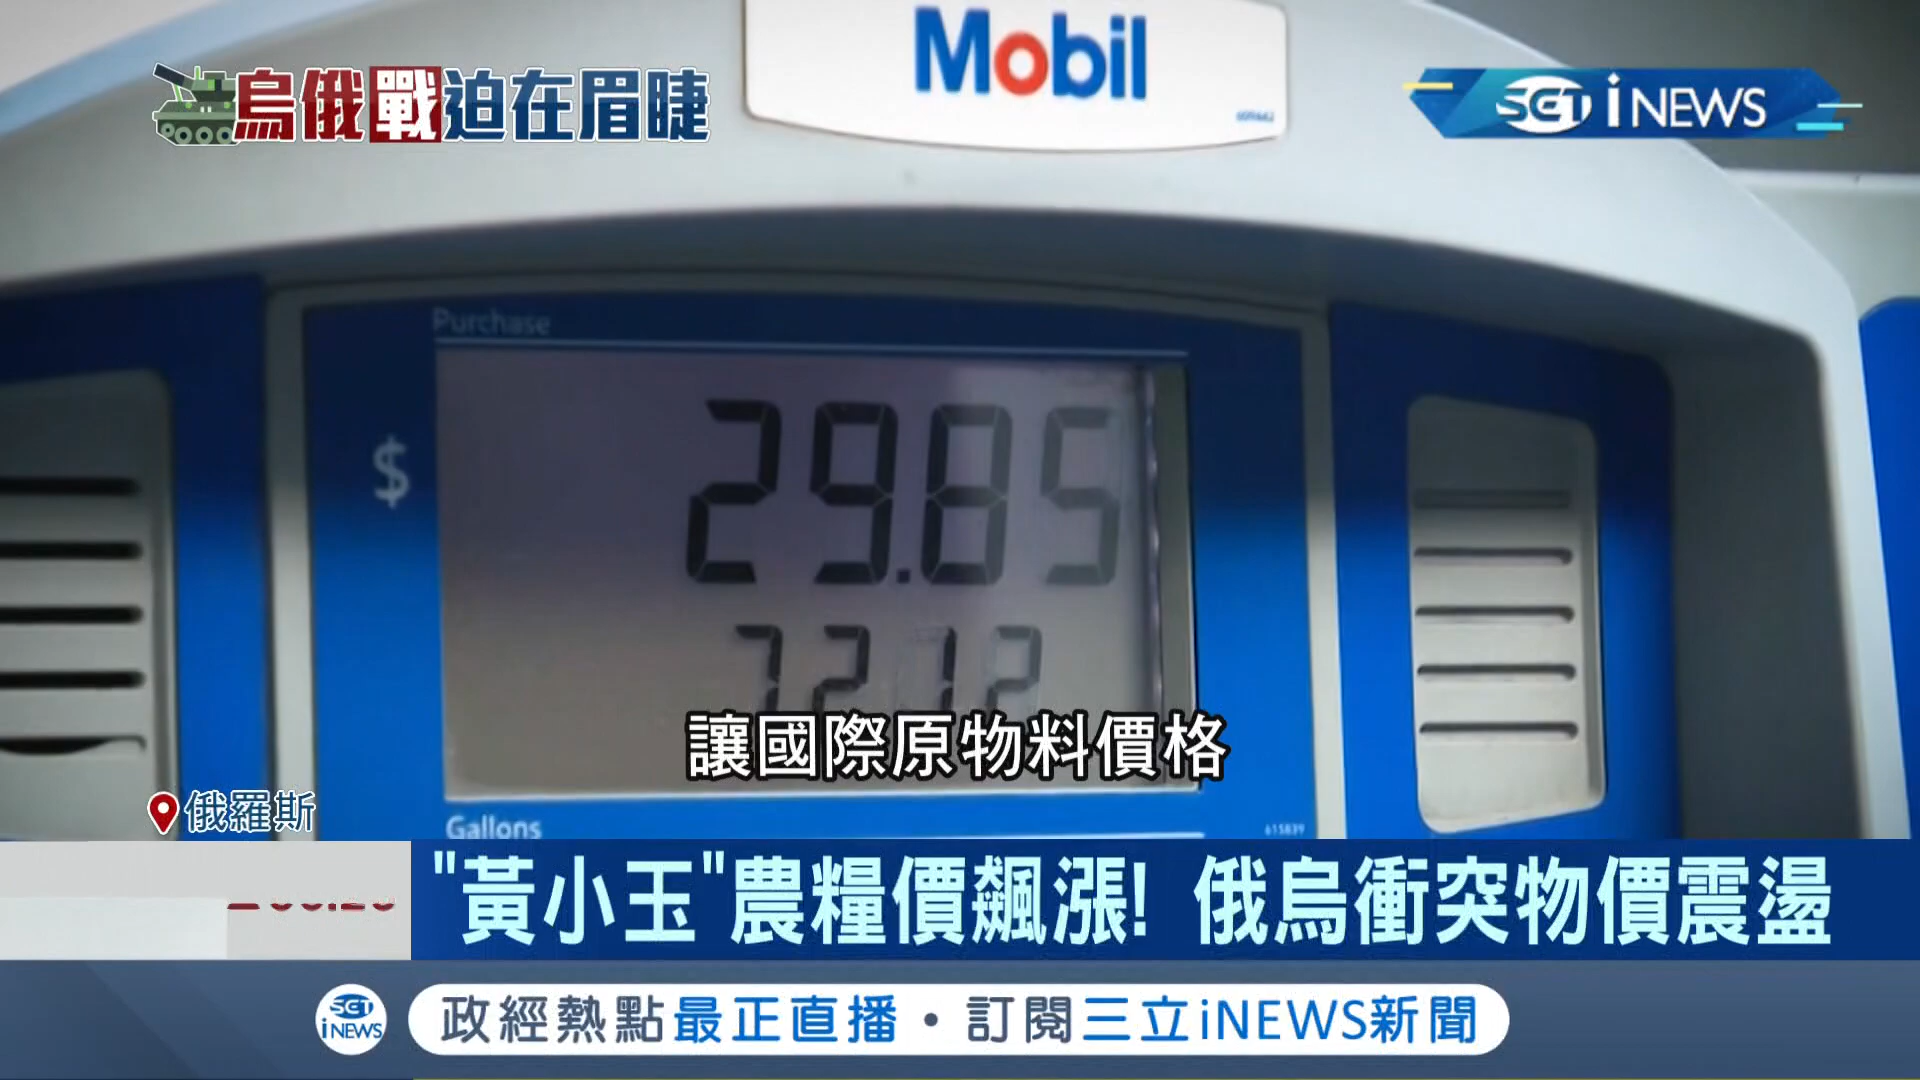 Mobil
烏俄戰迫在眉睫
SET iNEWS
Purchase
$
29.85
7212
讓國際原物料價格
俄羅斯
Gallons
615839
"黃小玉"農糧價飆漲! 俄烏衝突物價震盪
SET iNEWS
政經熱點最正直播・訂閱三立iNEWS新聞